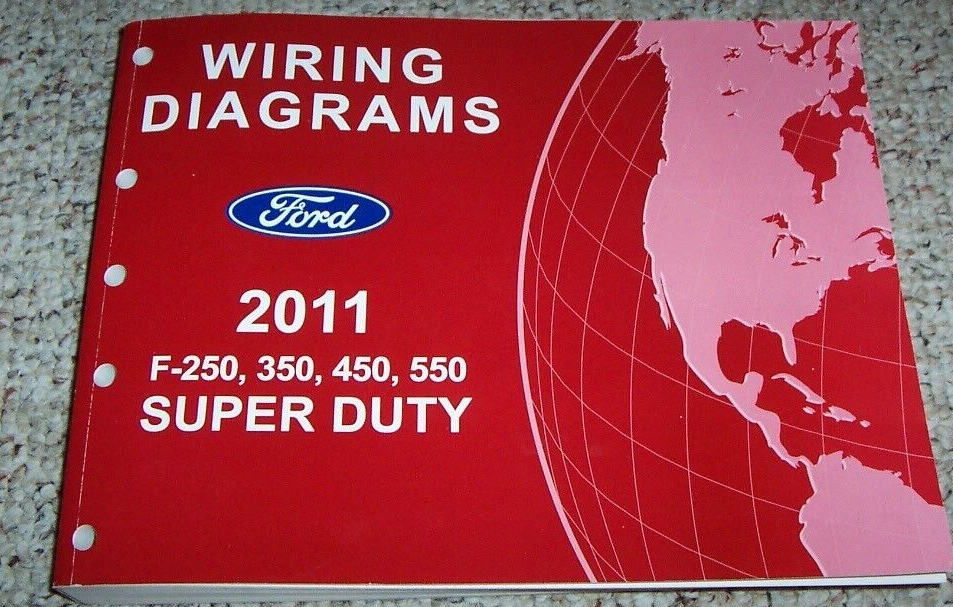 WIRING
DIAGRAMS
Ford
2011
F-250, 350, 450, 550
SUPER DUTY